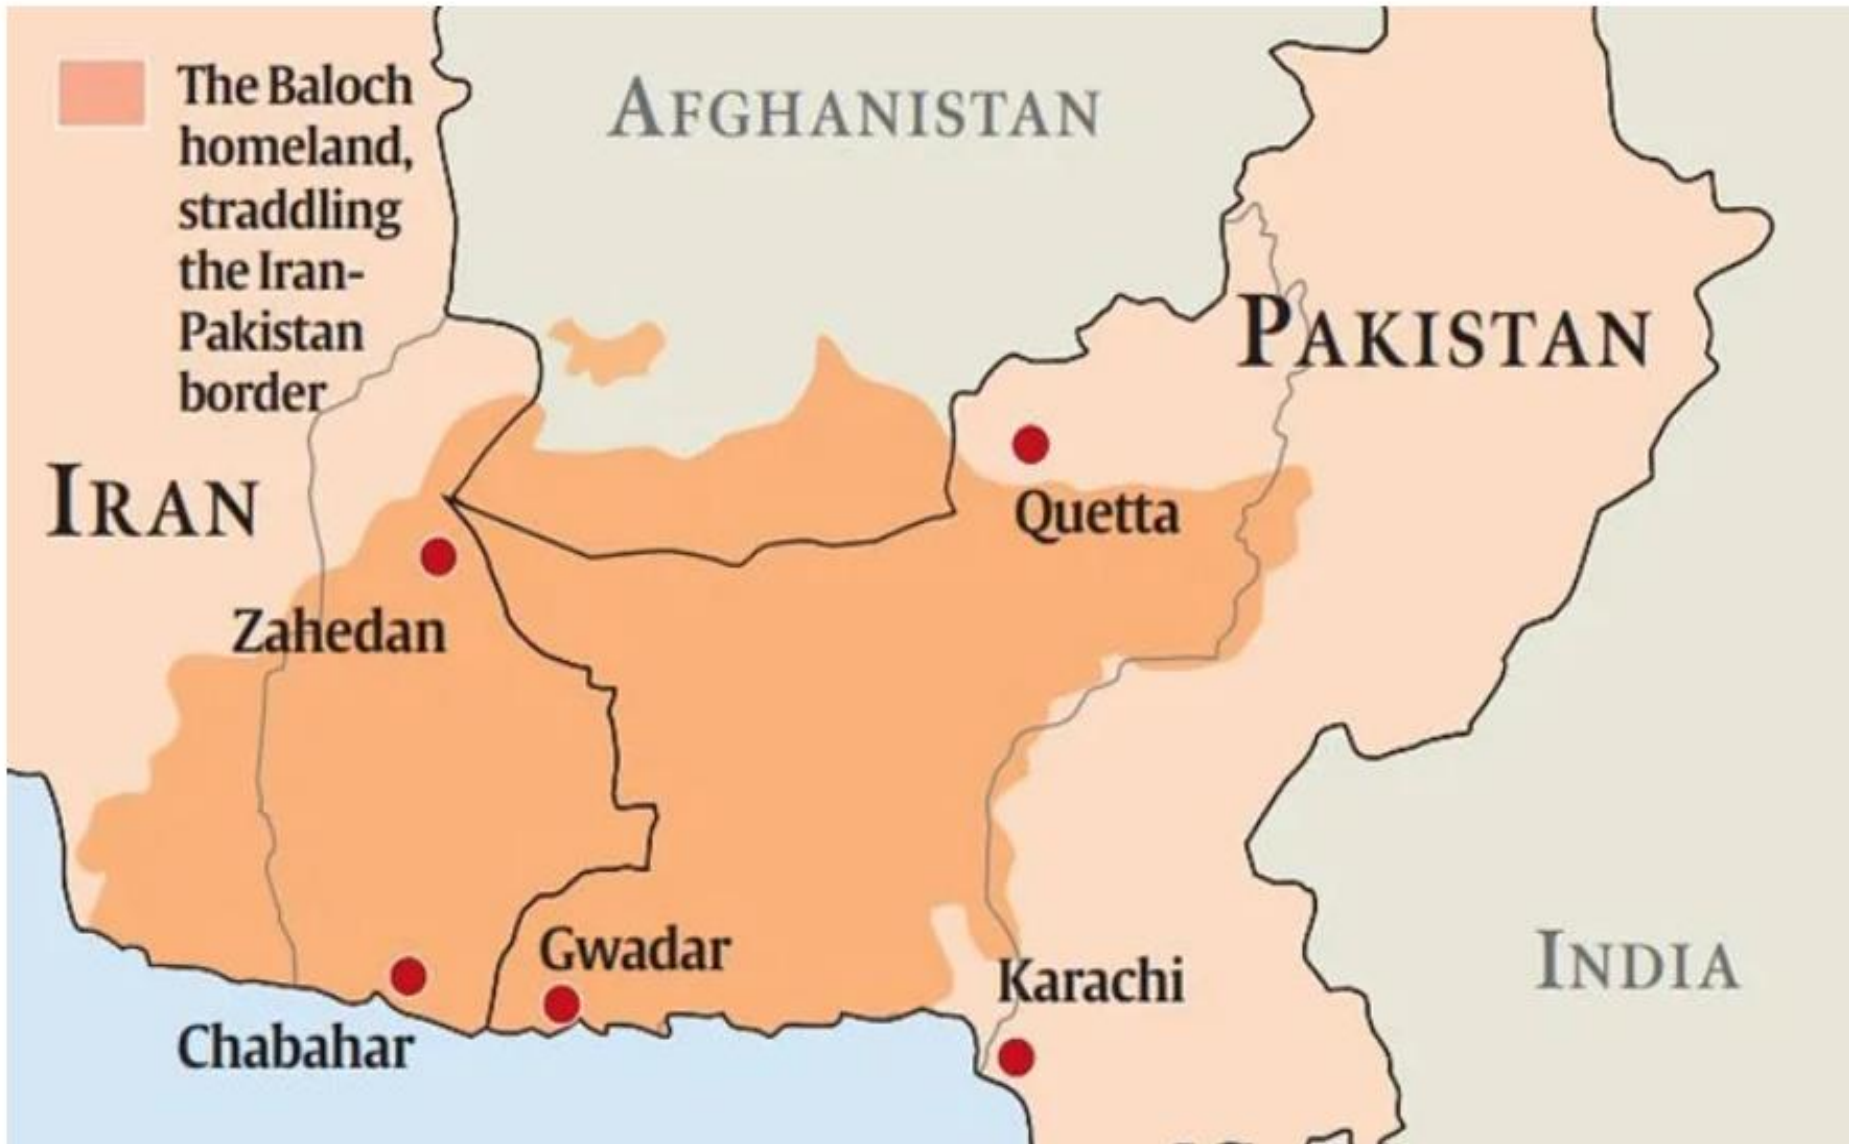 The Baloch
homeland,
straddling
the Iran-
Pakistan
border
AFGHANISTAN
PAKISTAN
IRAN
Quetta
Zahedan
Gwadar
Karachi
INDIA
Chabahar